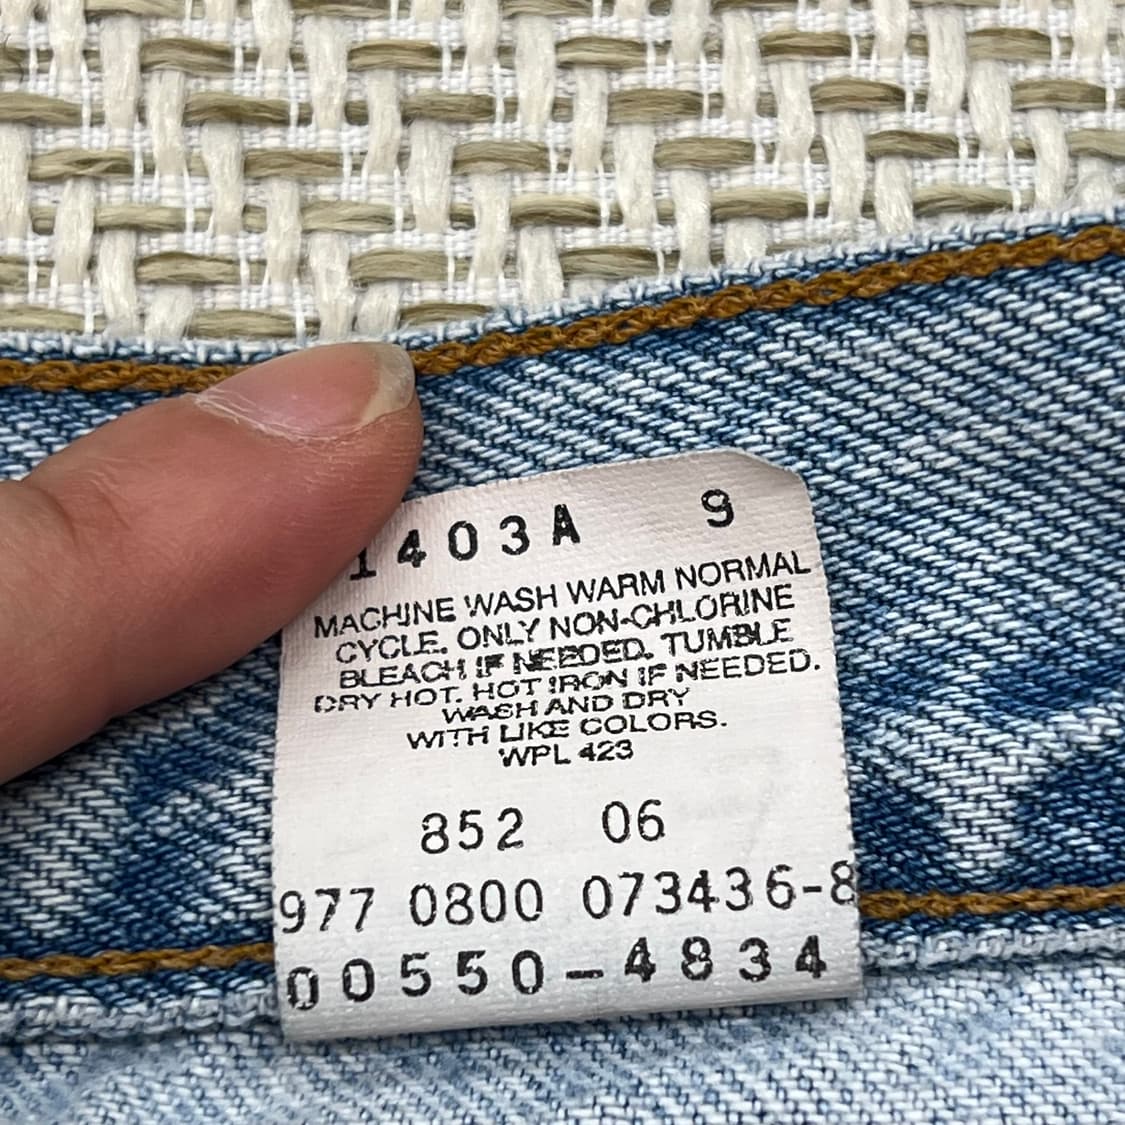 1403A 9
MACHINE WASH WARM NORMAL
CYCLE. ONLY NON-CHLORINE
BLEACH IF NEEDED. TUMBLE
DRY HOT. HOT IRON IF NEEDED.
WASH AND DRY
WITH LIKE COLORS.
WPL 423
852 06
977 0800 073436-8
00550-4834